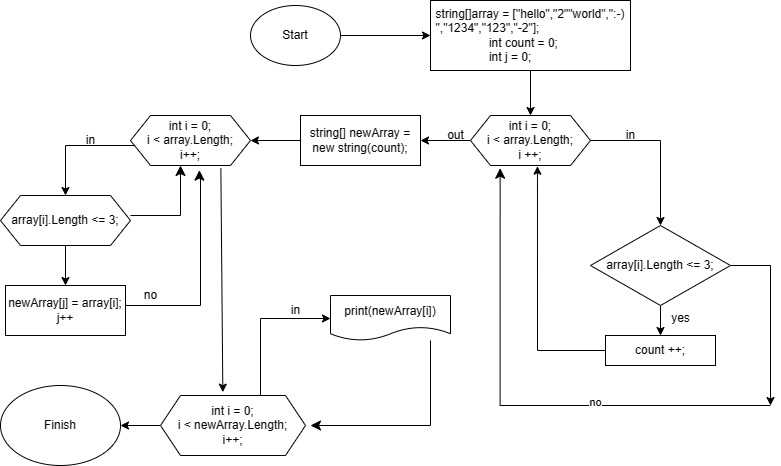 Start
string[]array = ["hello","2""world",":-)
","1234","123","-2"];
int count = 0;
int j = 0;
int i = 0;
i < array.Length;
i++;
string[] newArray =
new string(count);
int i = 0;
i < array.Length;
i ++;
out
in
in
array[i].Length <= 3;
array[i].Length <= 3;
newArray[j] = array[i];
j++
no
in
print(newArray[i])
yes
count ++;
no
Finish
int i = 0;
i < newArray.Length;
i++;